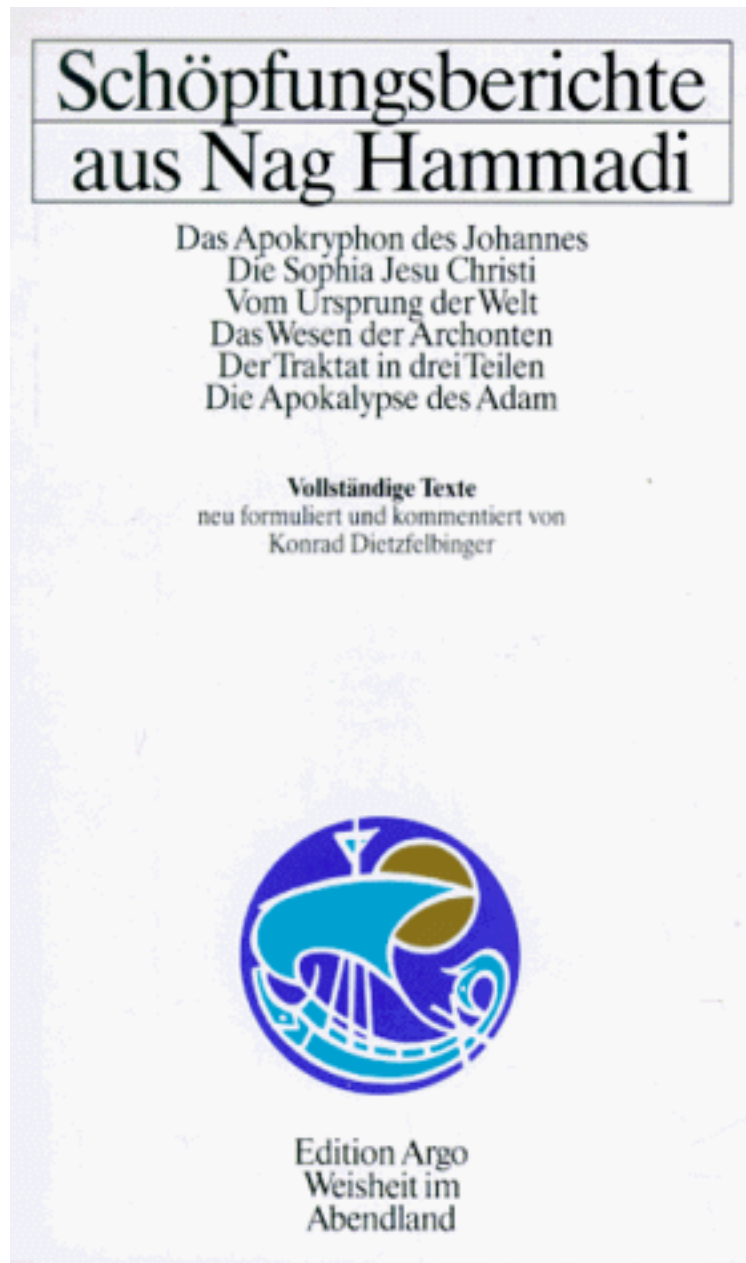 Schöpfungsberichte
aus Nag Hammadi
Das Apokryphon des Johannes
Die Sophia Jesu Christi
Vom Ursprung der Welt
Das Wesen der Archonten
Der Traktat in drei Teilen
Die Apokalypse des Adam
Vollständige Texte
neu formuliert und kommentiert von
Konrad Dietzfelbinger
Edition Argo
Weisheit im
Abendland